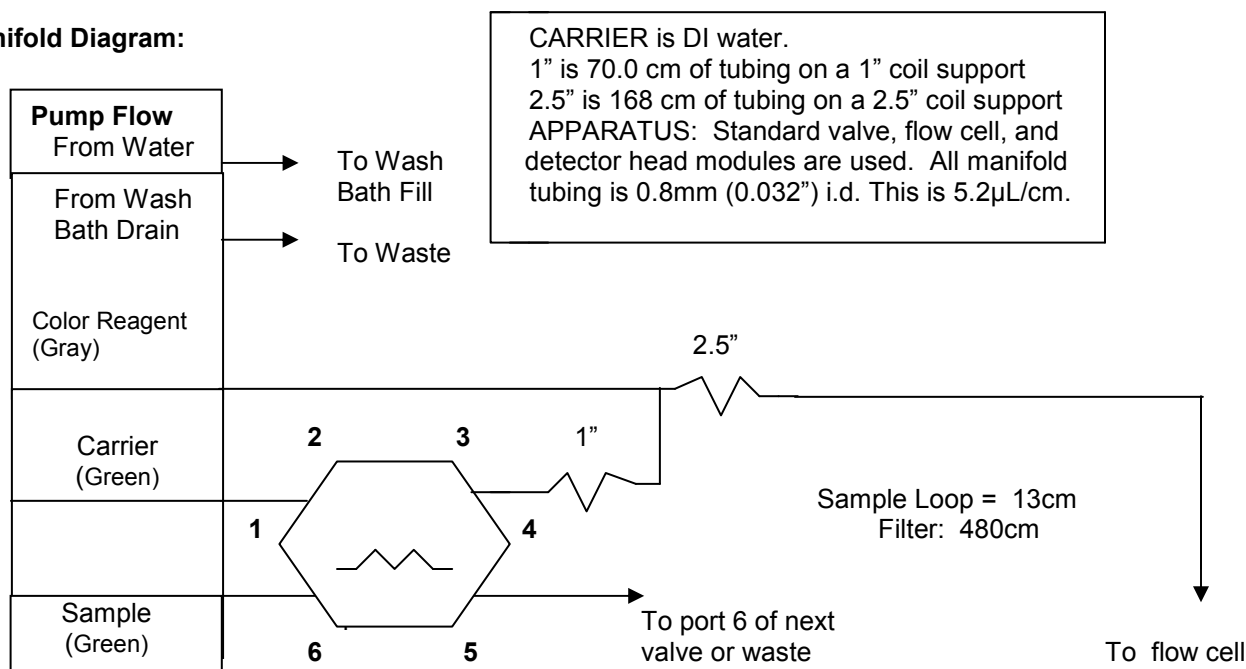 nifold Diagram:
CARRIER is DI water.
1” is 70.0 cm of tubing on a 1” coil support
2.5” is 168 cm of tubing on a 2.5” coil support
APPARATUS: Standard valve, flow cell, and
detector head modules are used. All manifold
tubing is 0.8mm (0.032”) i.d. This is 5.2µL/cm.
Pump Flow
From Water
To Wash
Bath Fill
From Wash
Bath Drain
To Waste
Color Reagent
(Gray)
2.5”
Carrier
(Green)
2
3
1”
1
4
Sample Loop = 13cm
Filter: 480cm
Sample
(Green)
6
5
To port 6 of next
valve or waste
To flow cell